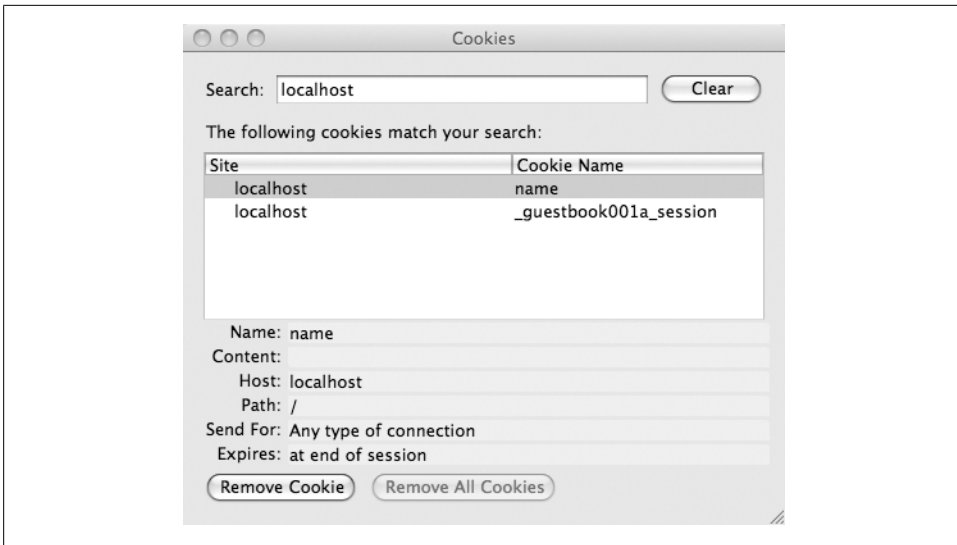 Cookies
Search: localhost Clear
The following cookies match your search:
Site Cookie Name
localhost name
localhost _guestbook001a_session
Name: name
Content:
Host: localhost
Path: /
Send For: Any type of connection
Expires: at end of session
Remove Cookie Remove All Cookies